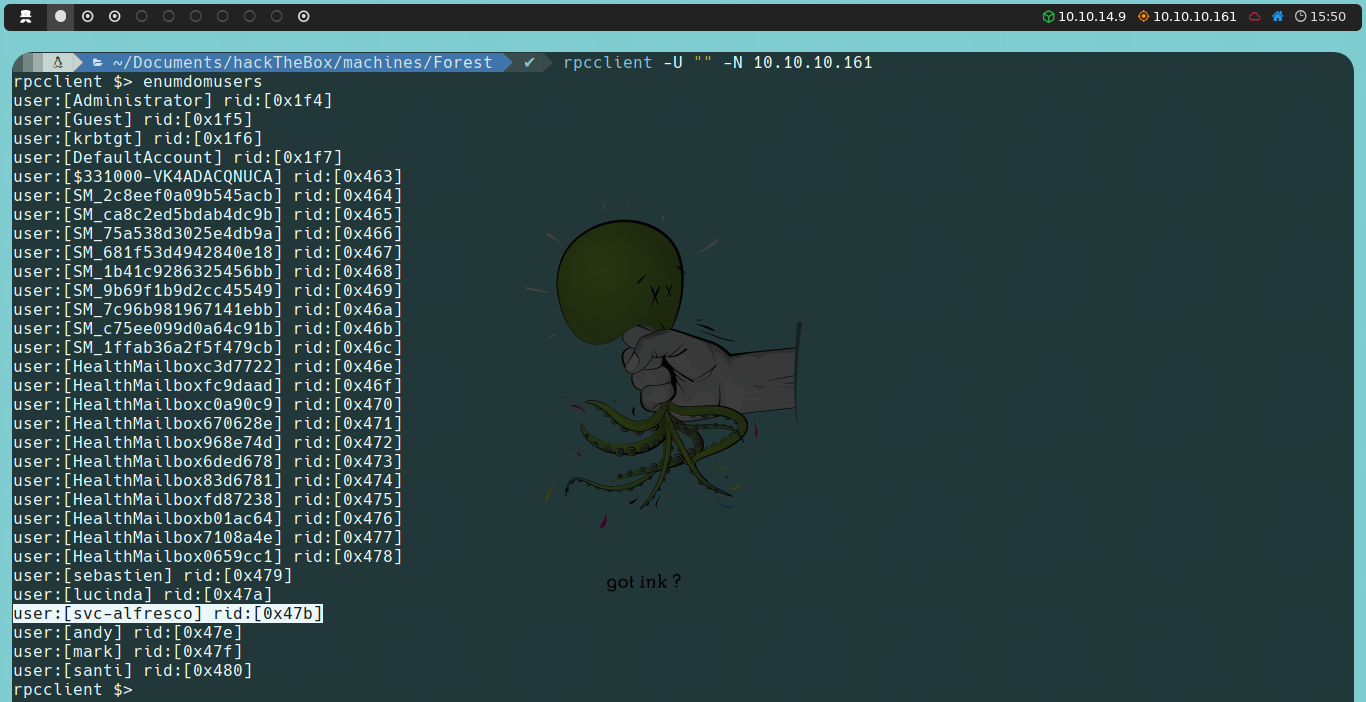 10.10.14.9 10.10.10.161 15:50
~/Documents/hackTheBox/machines/Forest ✔ rpcclient -U "" -N 10.10.10.161
rpcclient $> enumdomusers
user:[Administrator] rid:[0x1f4]
user:[Guest] rid:[0x1f5]
user:[krbtgt] rid:[0x1f6]
user:[DefaultAccount] rid:[0x1f7]
user:[$331000-VK4ADACQNUCA] rid:[0x463]
user:[SM_2c8eef0a09b545acb] rid:[0x464]
user:[SM_ca8c2ed5bdab4dc9b] rid:[0x465]
user:[SM_75a538d3025e4db9a] rid:[0x466]
user:[SM_681f53d4942840e18] rid:[0x467]
user:[SM_1b41c9286325456bb] rid:[0x468]
user:[SM_9b69f1b9d2cc45549] rid:[0x469]
user:[SM_7c96b981967141ebb] rid:[0x46a]
user:[SM_c75ee099d0a64c91b] rid:[0x46b]
user:[SM_1ffab36a2f5f479cb] rid:[0x46c]
user:[HealthMailboxc3d7722] rid:[0x46e]
user:[HealthMailboxfc9daad] rid:[0x46f]
user:[HealthMailboxc0a90c9] rid:[0x470]
user:[HealthMailbox670628e] rid:[0x471]
user:[HealthMailbox968e74d] rid:[0x472]
user:[HealthMailbox6ded678] rid:[0x473]
user:[HealthMailbox83d6781] rid:[0x474]
user:[HealthMailboxfd87238] rid:[0x475]
user:[HealthMailboxb01ac64] rid:[0x476]
user:[HealthMailbox7108a4e] rid:[0x477]
user:[HealthMailbox0659cc1] rid:[0x478]
user:[sebastien] rid:[0x479]
user:[lucinda] rid:[0x47a]
user:[svc-alfresco] rid:[0x47b]
user:[andy] rid:[0x47e]
user:[mark] rid:[0x47f]
user:[santi] rid:[0x480]
rpcclient $>
got ink ?